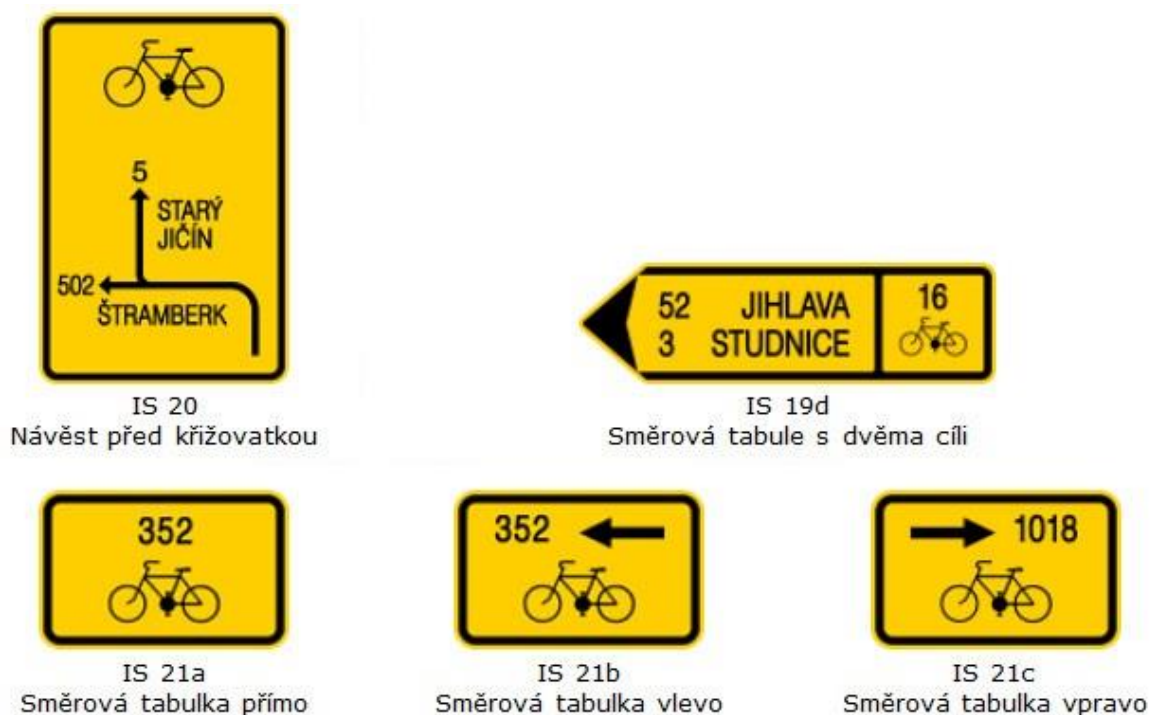 5
STARÝ
JIČÍN
502
ŠTRAMBERK
IS 20
Návěst před křižovatkou
52 JIHLAVA
3 STUDNICE
16
IS 19d
Směrová tabule s dvěma cíli
352
IS 21a
Směrová tabulka přímo
352
IS 21b
Směrová tabulka vlevo
1018
IS 21c
Směrová tabulka vpravo